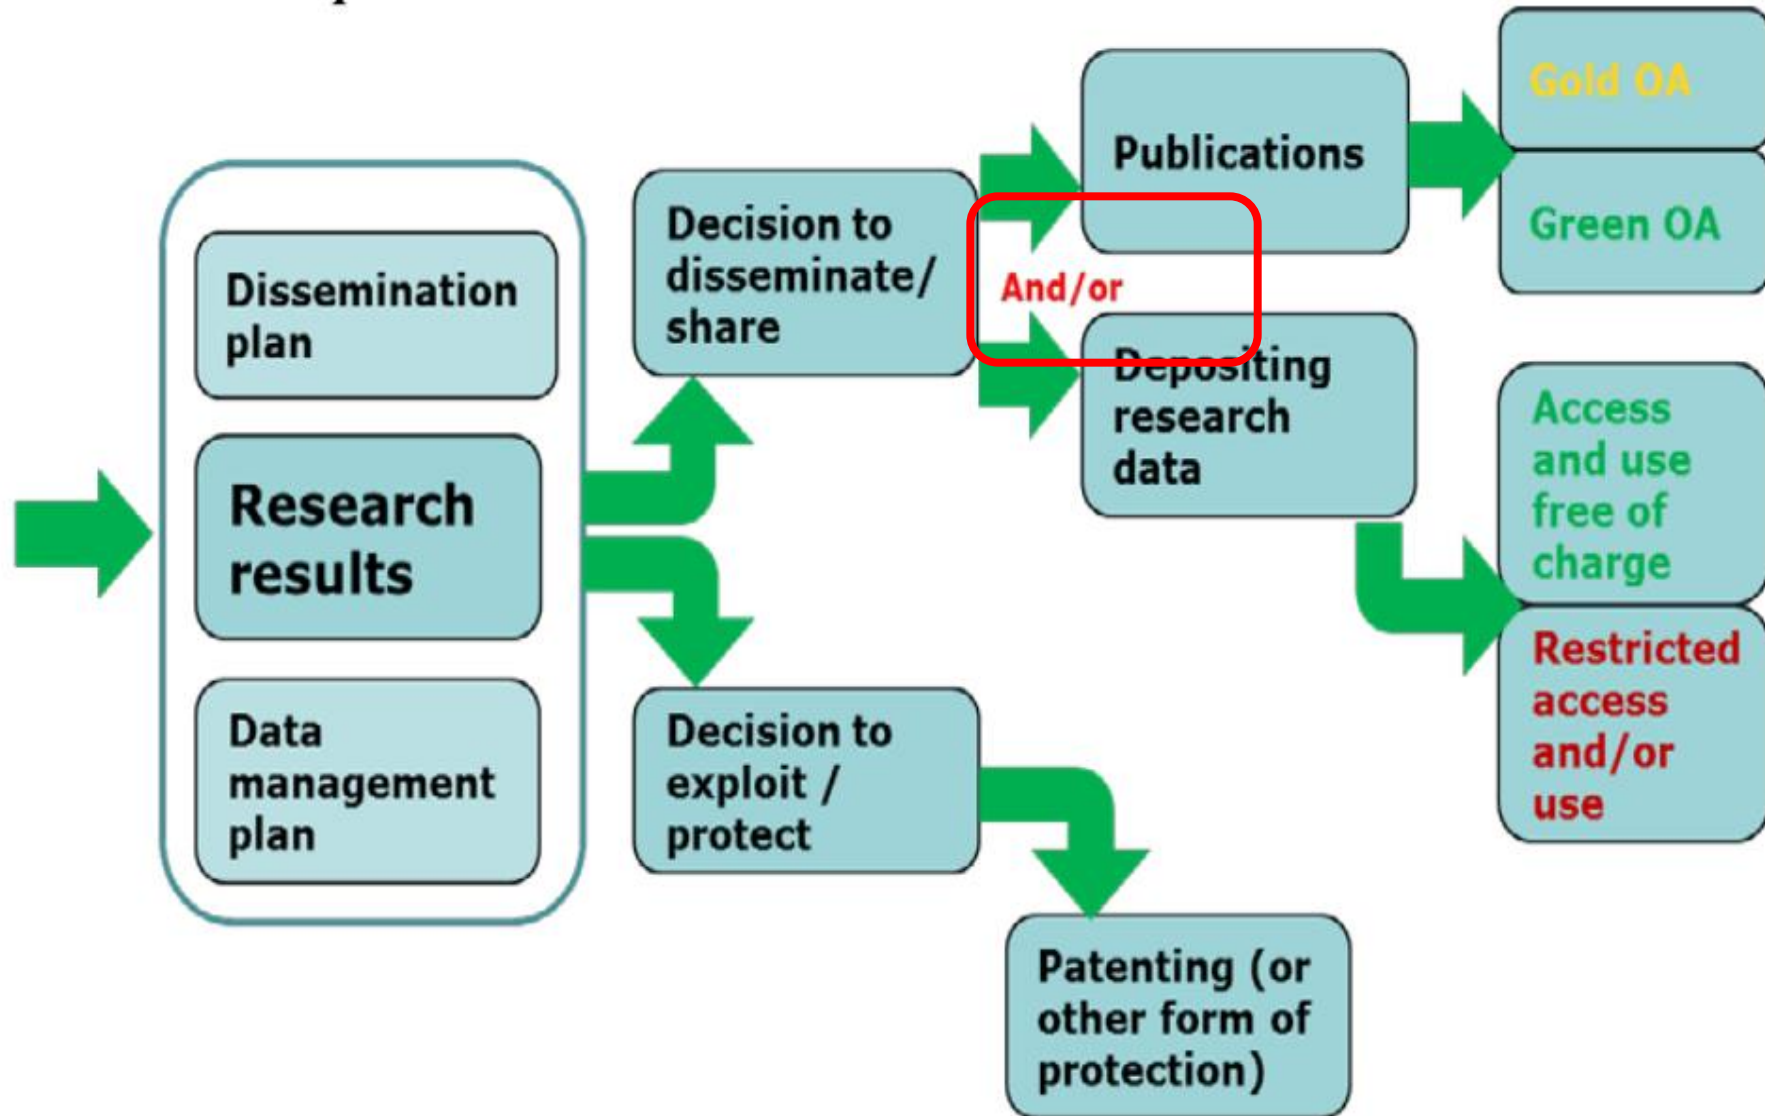 Dissemination
plan
Research
results
Data
management
plan
Decision to
disseminate/
share
And/or
Publications
Gold OA
Green OA
Depositing
research
data
Access
and use
free of
charge
Restricted
access
and/or
use
Decision to
exploit /
protect
Patenting (or
other form of
protection)